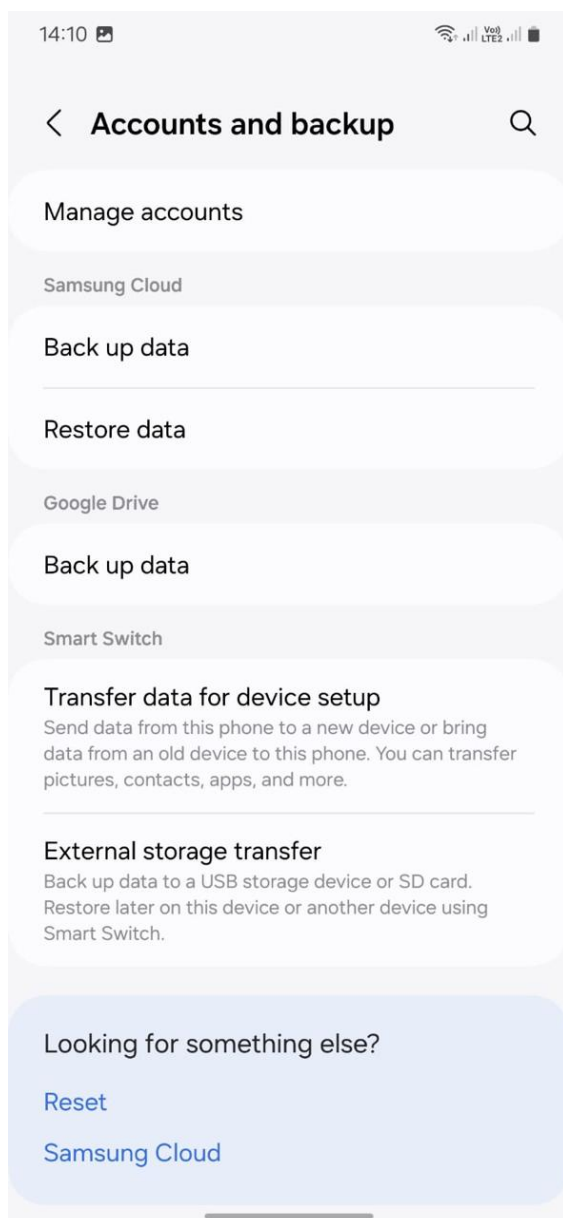 14:10
Vo))
LTE2
Accounts and backup
Manage accounts
Samsung Cloud
Back up data
Restore data
Google Drive
Back up data
Smart Switch
Transfer data for device setup
Send data from this phone to a new device or bring
data from an old device to this phone. You can transfer
pictures, contacts, apps, and more.
External storage transfer
Back up data to a USB storage device or SD card.
Restore later on this device or another device using
Smart Switch.
Looking for something else?
Reset
Samsung Cloud